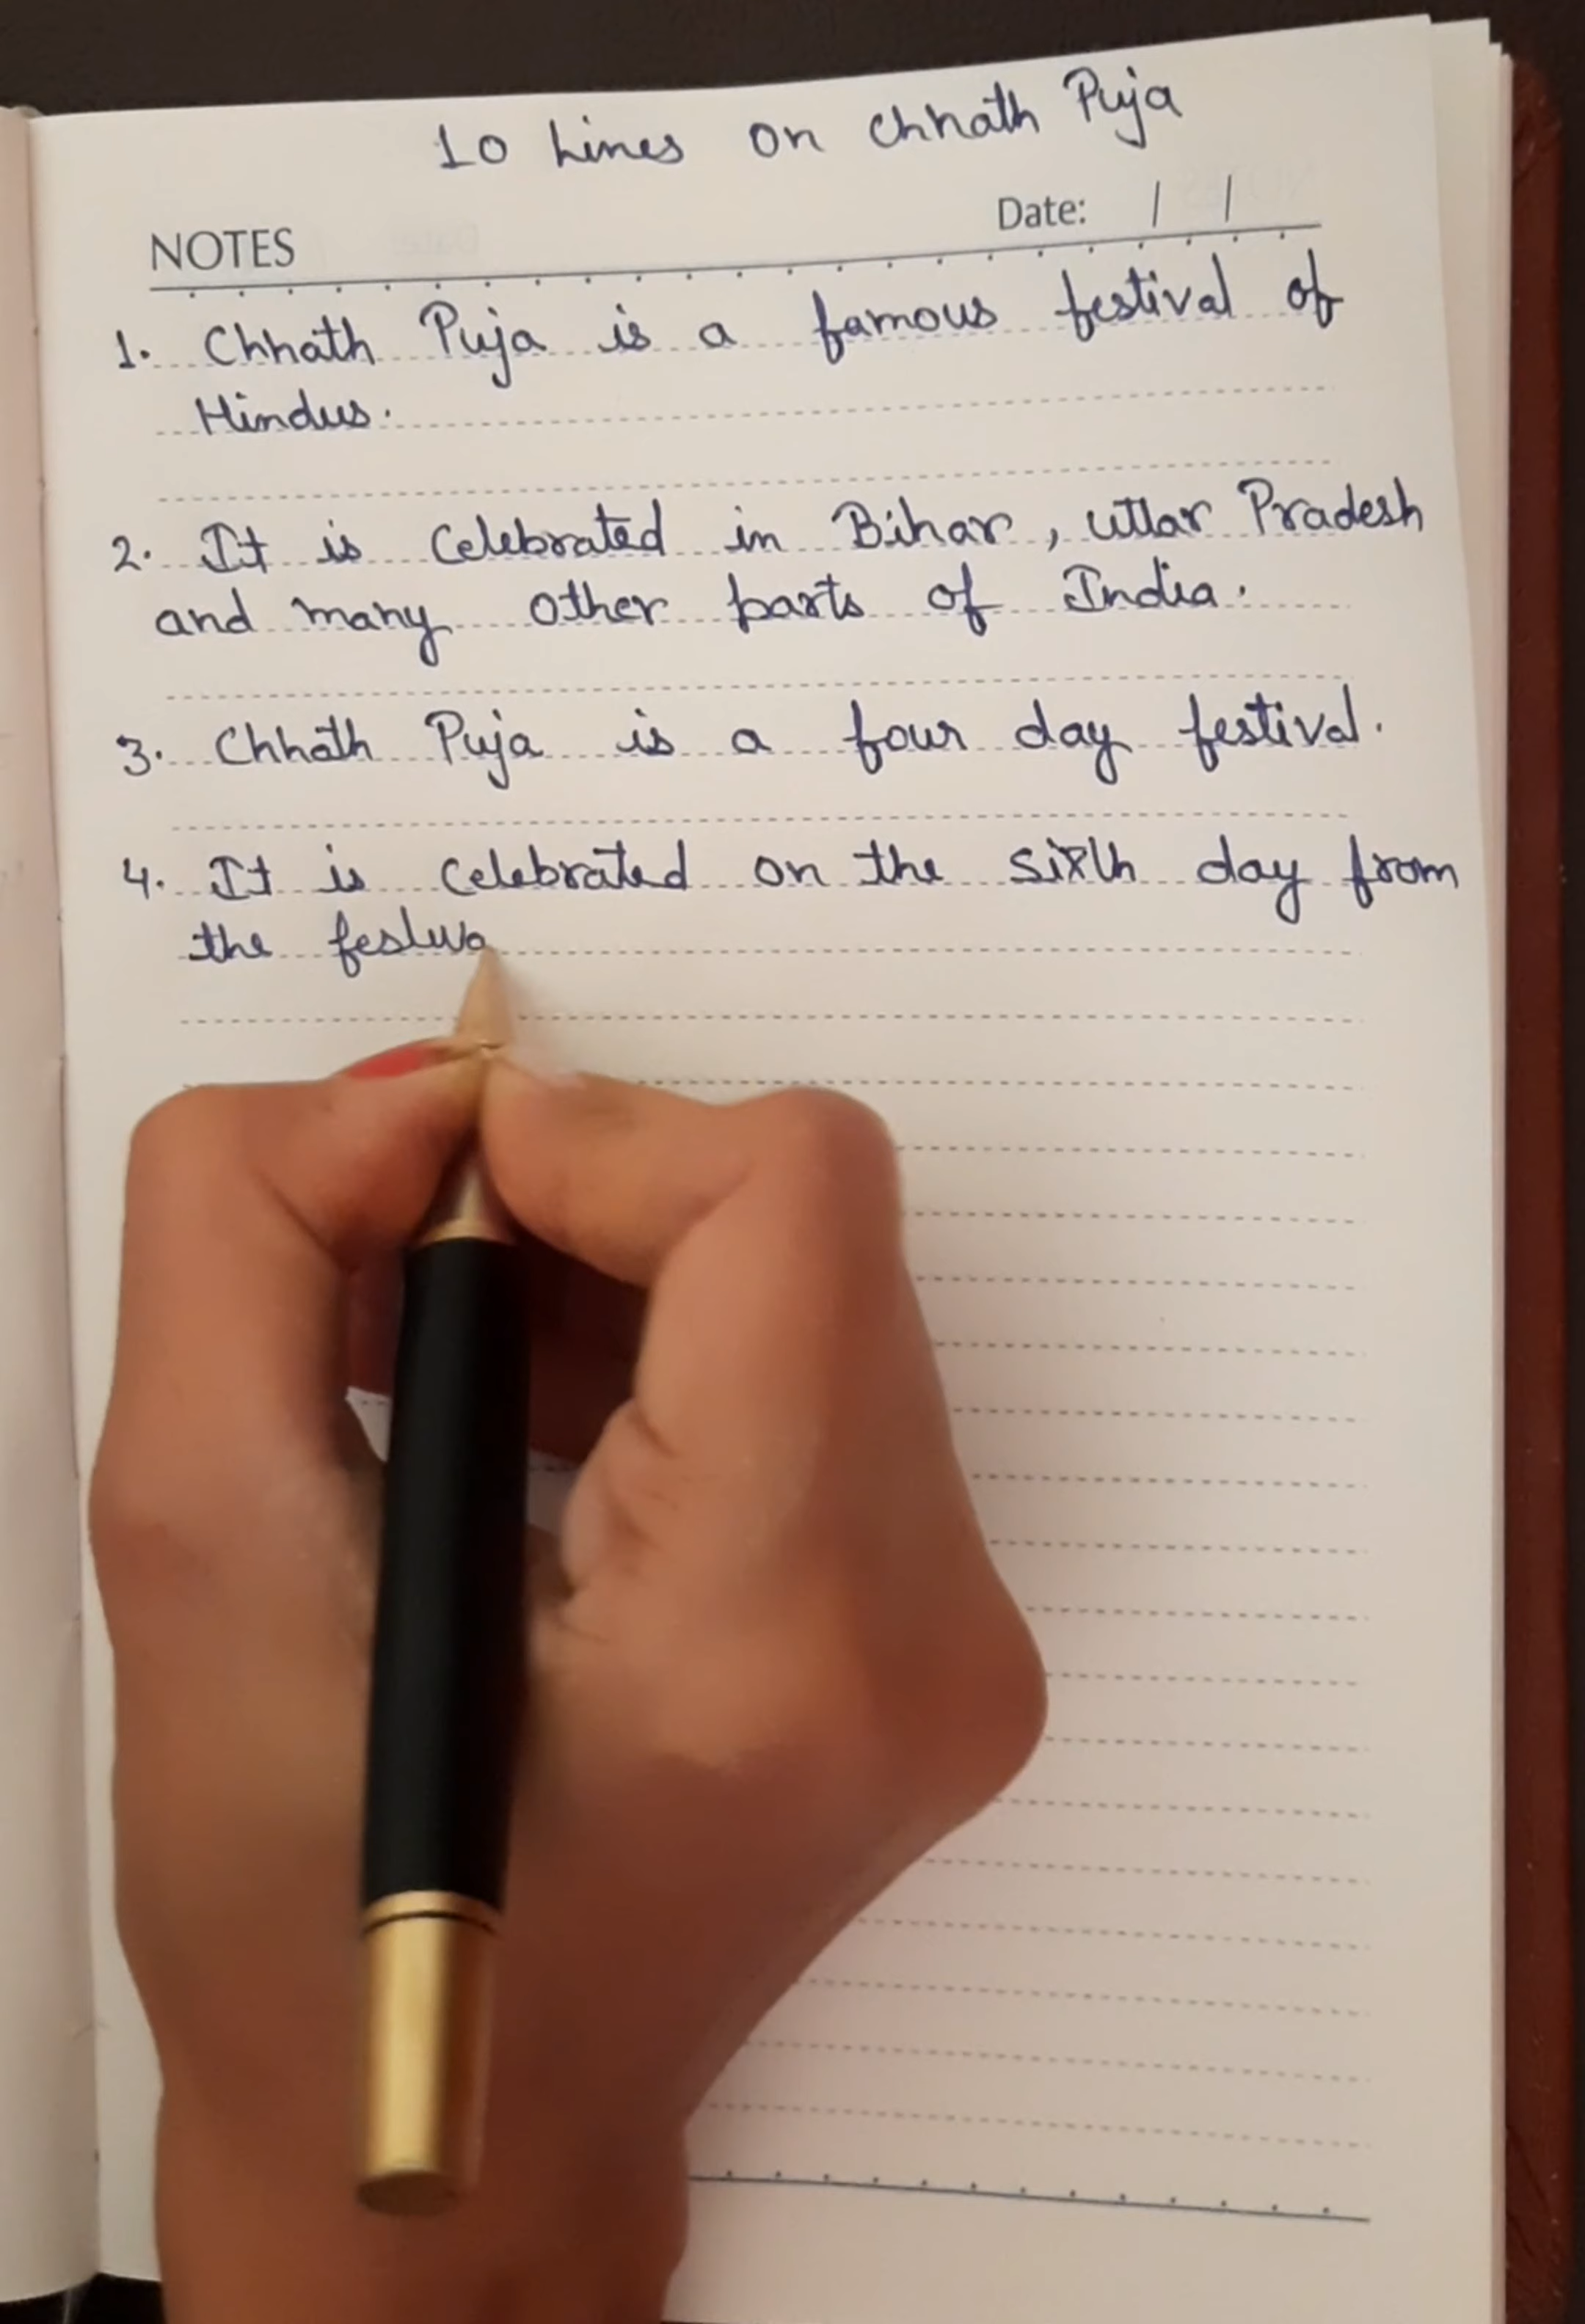 10 Lines on Chhath Puja
NOTES
Date: / /
1. Chhath Puja is a famous festival of
Hindus.
2. It is Celebrated in Bihar, Uttar Pradesh
and many other parts of India.
3. Chhath Puja is a four day festival.
4. It is Celebrated on the sixth day from
the festiva